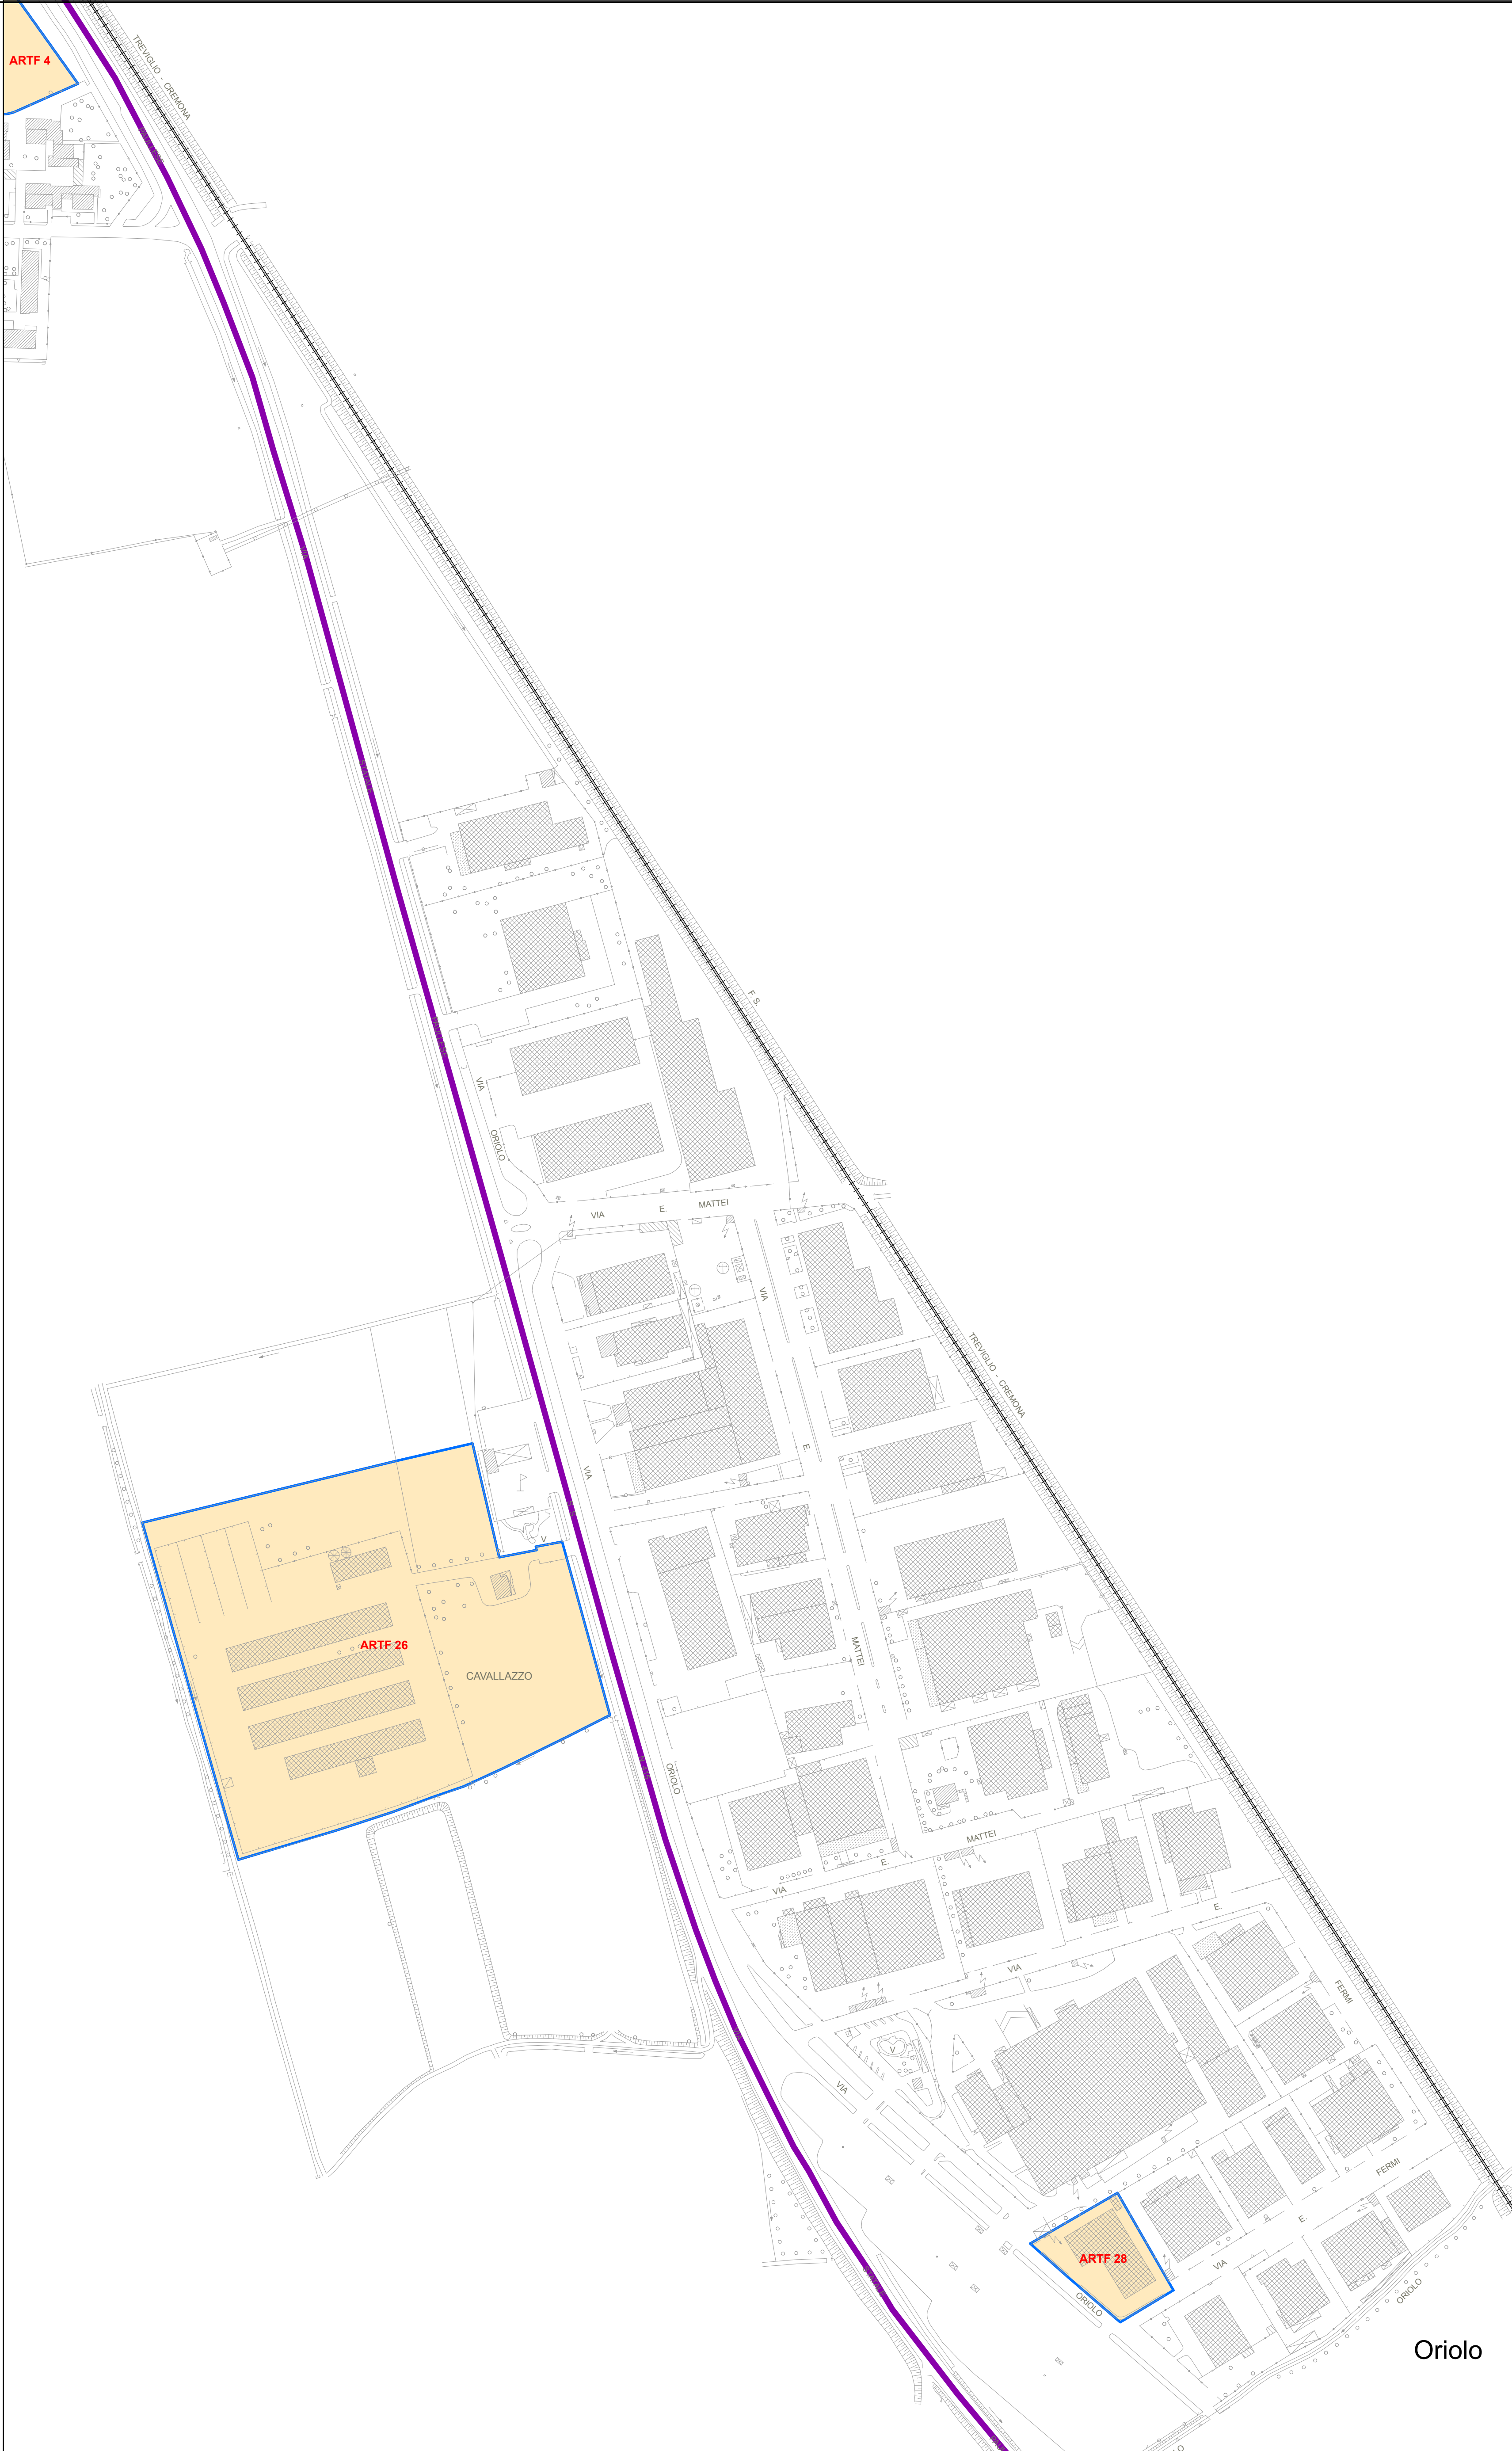 ARTF 4
TREVIGLIO - CREMONA
F.S.
VIA
ORIOLO
VIA E. MATTEI
VIA
TREVIGLIO - CREMONA
E.
VIA
V
ARTF 26
CAVALLAZZO
MATTEI
ORIOLO
MATTEI
E.
VIA
E.
VIA
FERMI
V
VIA
FERMI
E.
VIA
ARTF 28
ORIOLO
ORIOLO
Oriolo